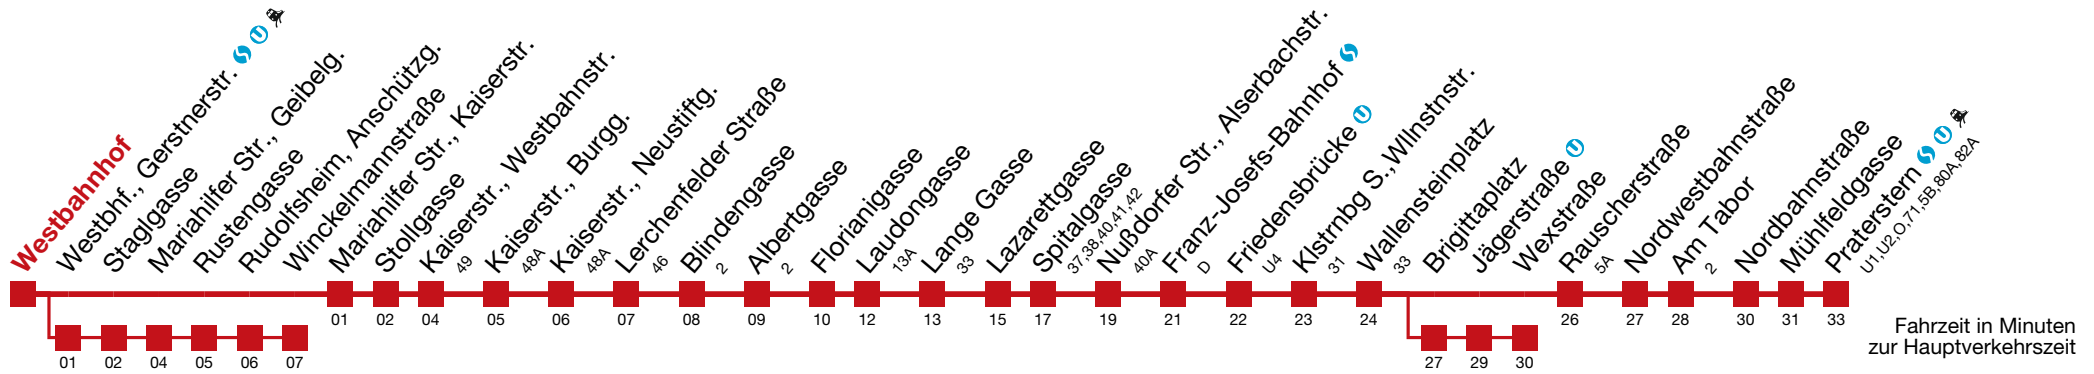 Westbahnhof
Westbhf., Gerstnerstr.
Staglgasse
Mariahilfer Str., Geibelg.
Rustengasse
Rudolfsheim, Anschützg.
Winckelmannstraße
Mariahilfer Str., Kaiserstr.
Stollgasse
Kaiserstr., Westbahnstr.
49
Kaiserstr., Burgg.
48A
Kaiserstr., Neustiftg.
48A
Lerchenfelder Straße
46
Blindengasse
2
Albertgasse
2
Florianigasse
Laudongasse
13A
Lange Gasse
33
Lazarettgasse
Spitalgasse
37,38,40,41,42
Nußdorfer Str., Alserbachstr.
40A
Franz-Josefs-Bahnhof
D
Friedensbrücke
U4
Klstrnbg S., Wllnstnstr.
31
Wallensteinplatz
33
Brigittaplatz
Jägerstraße
Wexstraße
Rauscherstraße
5A
Nordwestbahnstraße
Am Tabor
2
Nordbahnstraße
Mühlfeldgasse
Praterstern
U1,U2,O,71,5B,80A,82A
01 02 04 05 06 07 08 09 10 12 13 15 17 19 21 22 23 24 26 27 28 30 31 33
01 02 04 05 06 07
27 29 30
Fahrzeit in Minuten
zur Hauptverkehrszeit